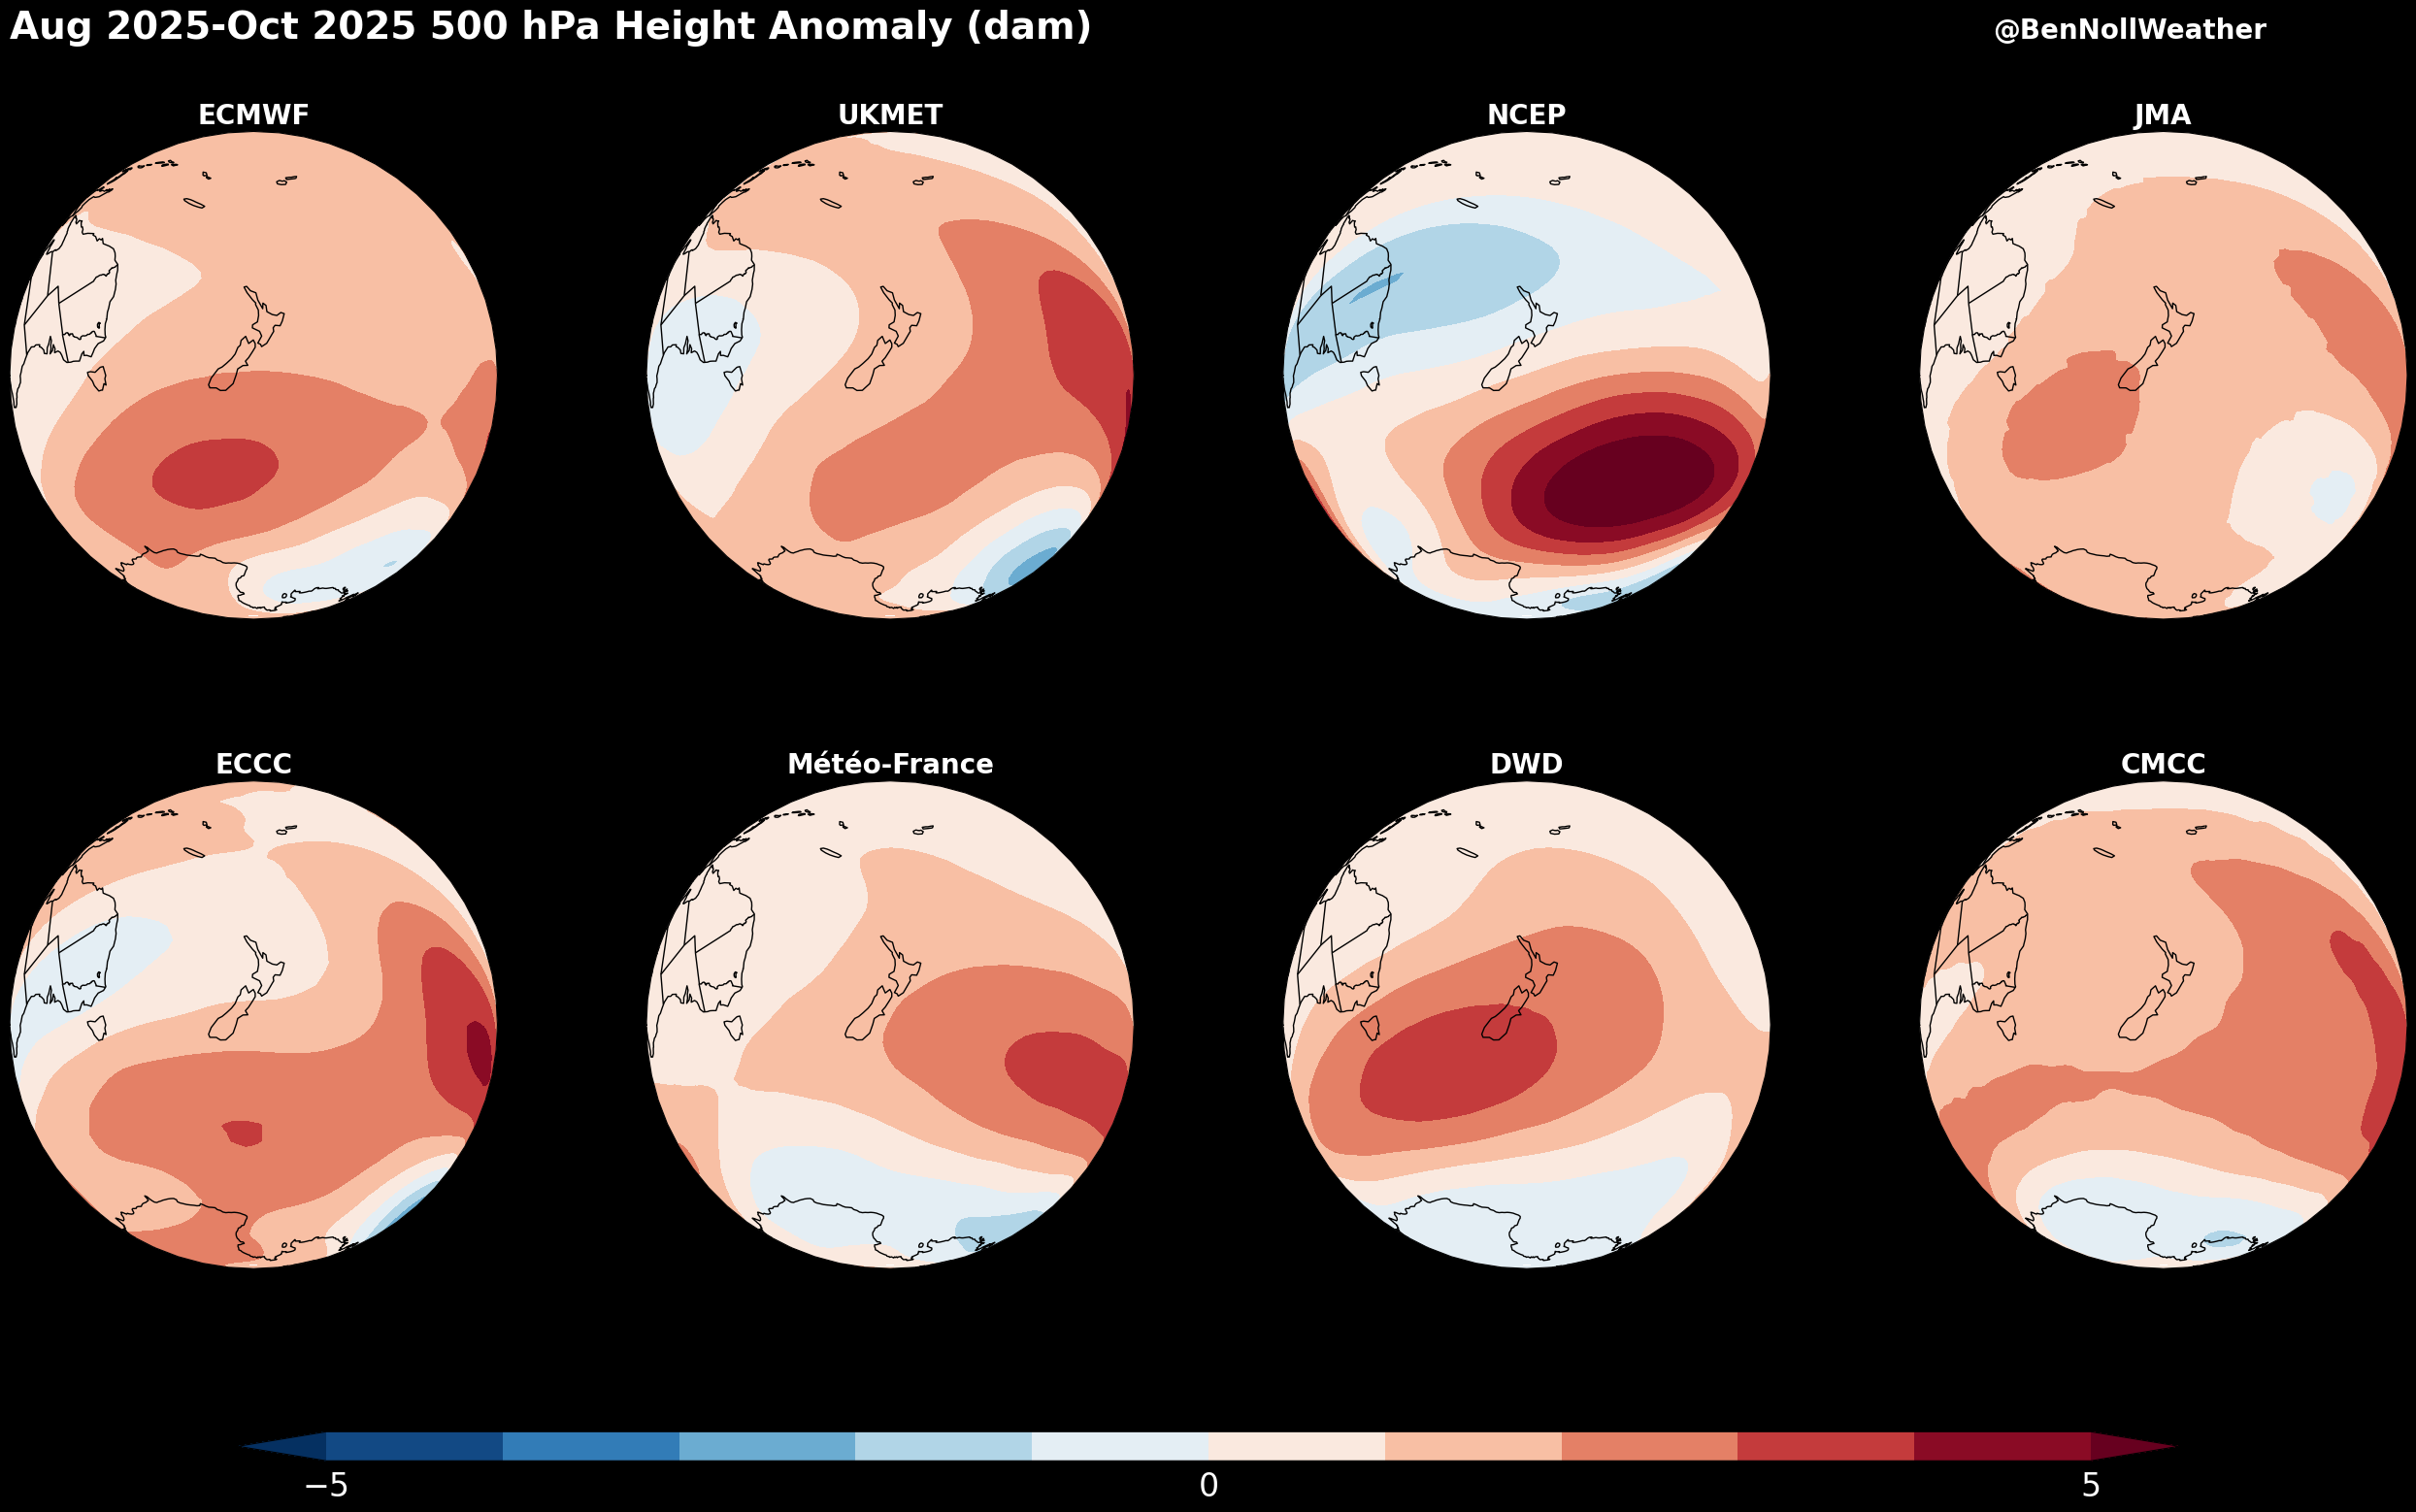 Aug 2025-Oct 2025 500 hPa Height Anomaly (dam)
@BenNollWeather
ECMWF
UKMET
NCEP
JMA
ECCC
Météo-France
DWD
CMCC
−5
0
5